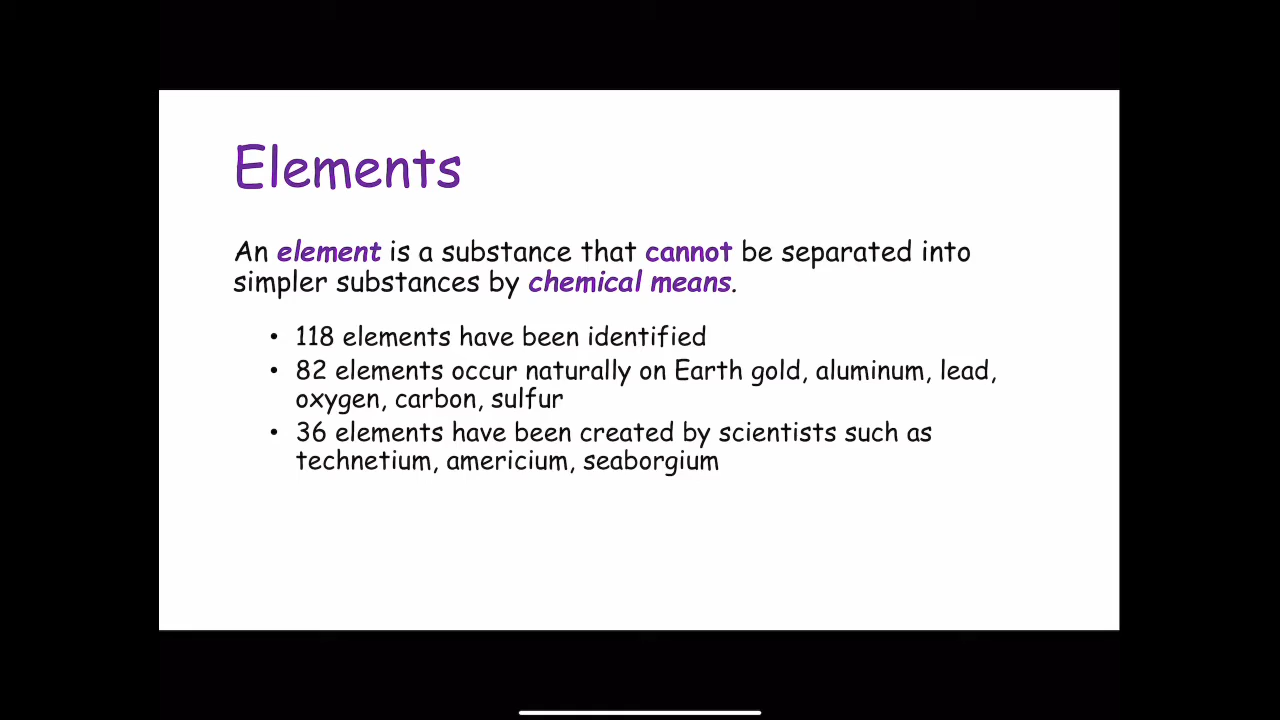 Elements
An element is a substance that cannot be separated into
simpler substances by chemical means.
• 118 elements have been identified
• 82 elements occur naturally on Earth gold, aluminum, lead,
oxygen, carbon, sulfur
• 36 elements have been created by scientists such as
technetium, americium, seaborgium